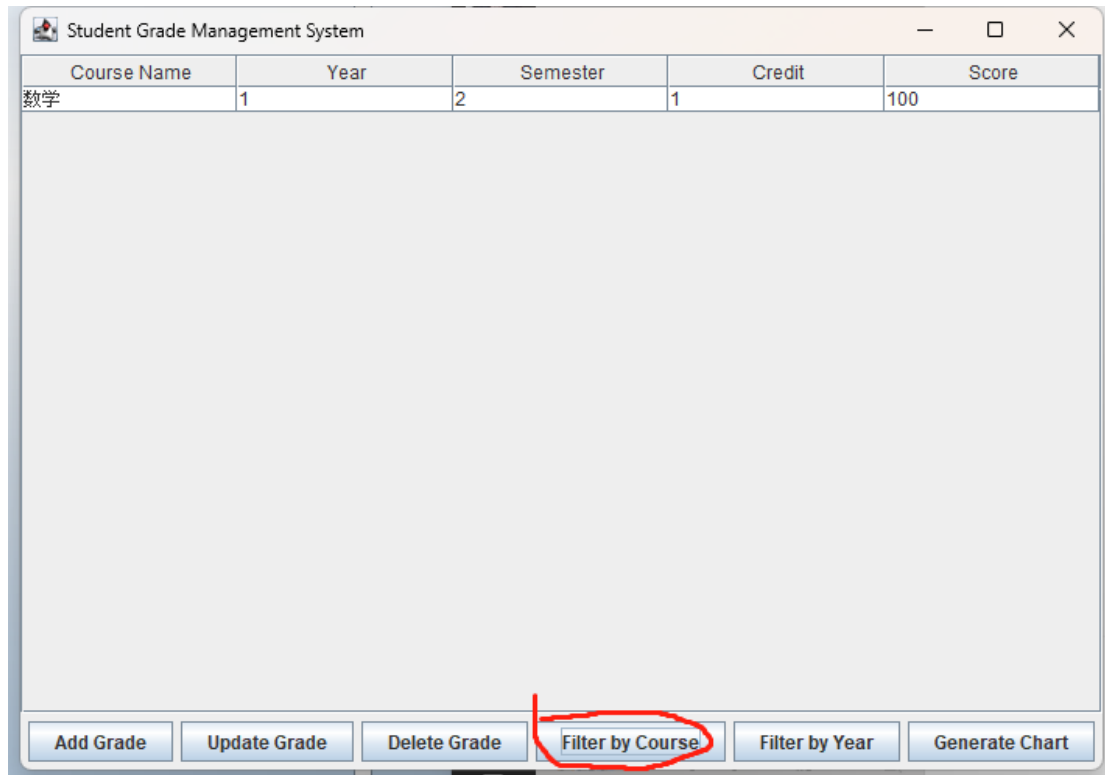 Student Grade Management System
Course Name Year Semester Credit Score
数学 1 2 1 100
Add Grade Update Grade Delete Grade Filter by Course Filter by Year Generate Chart